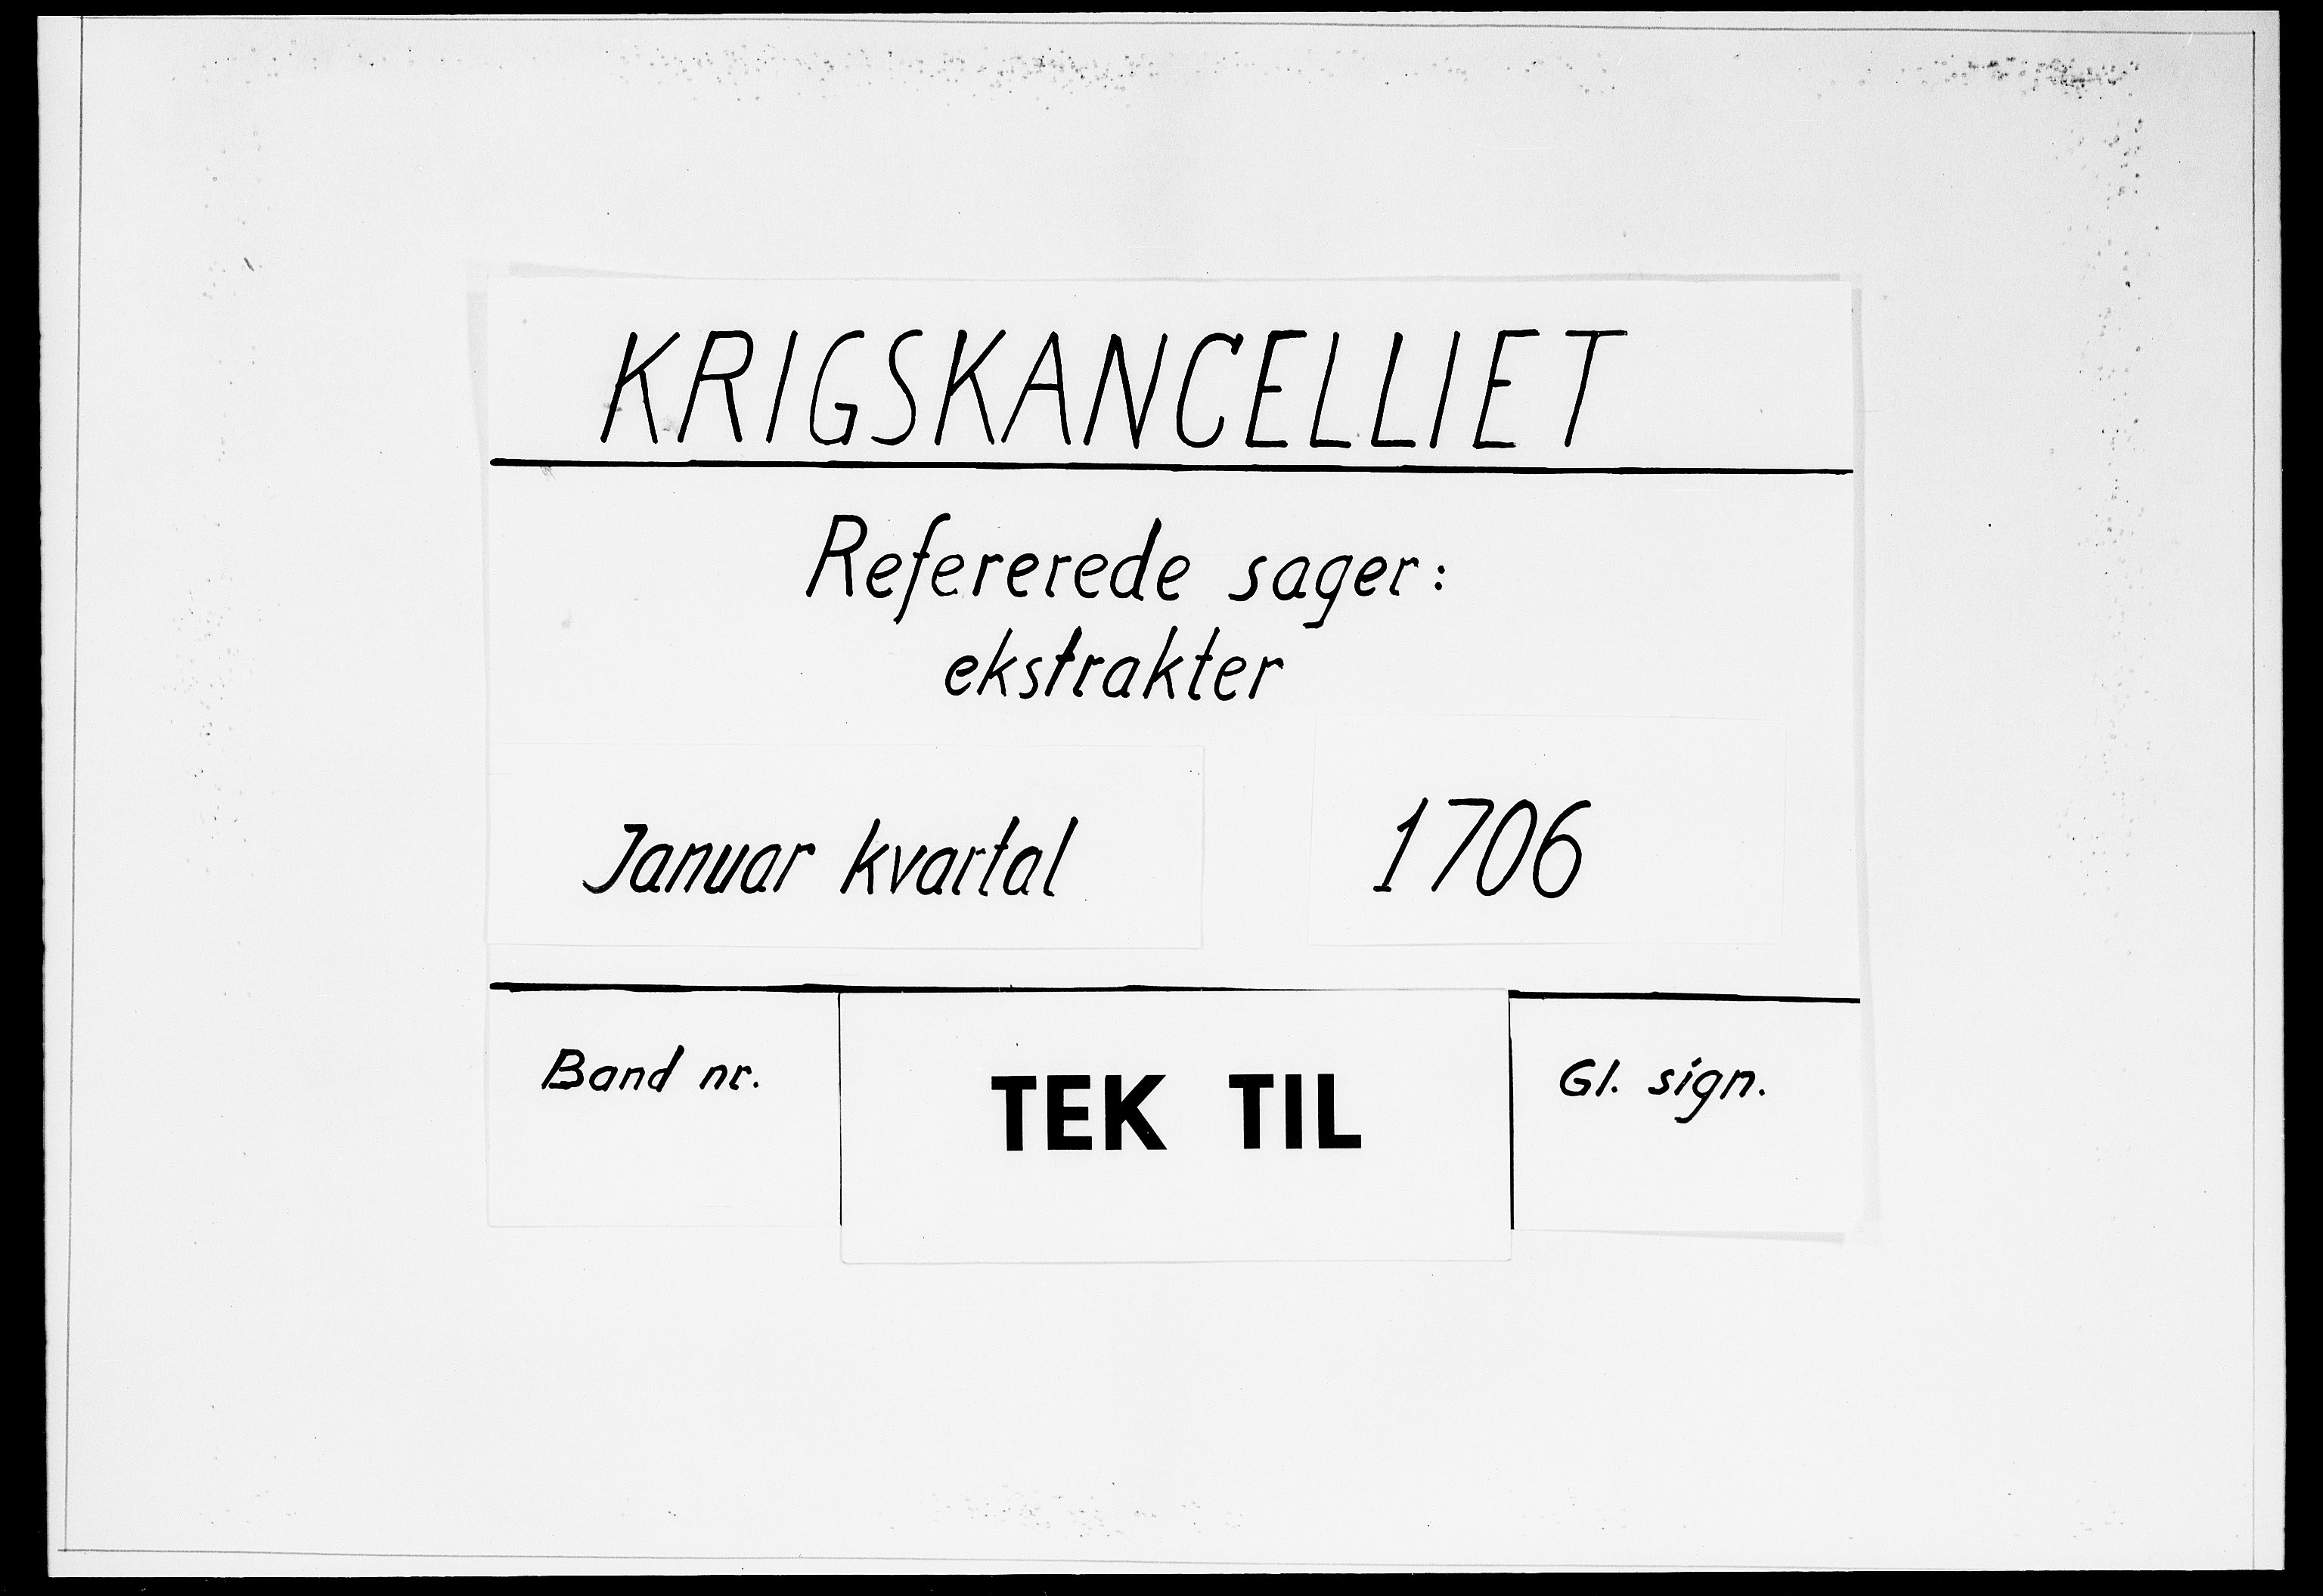 KRIGSKANCELLIET
Refererede sager:
ekstrakter
Januar kvartal 1706
Band nr. TEK TIL Gl. sign.